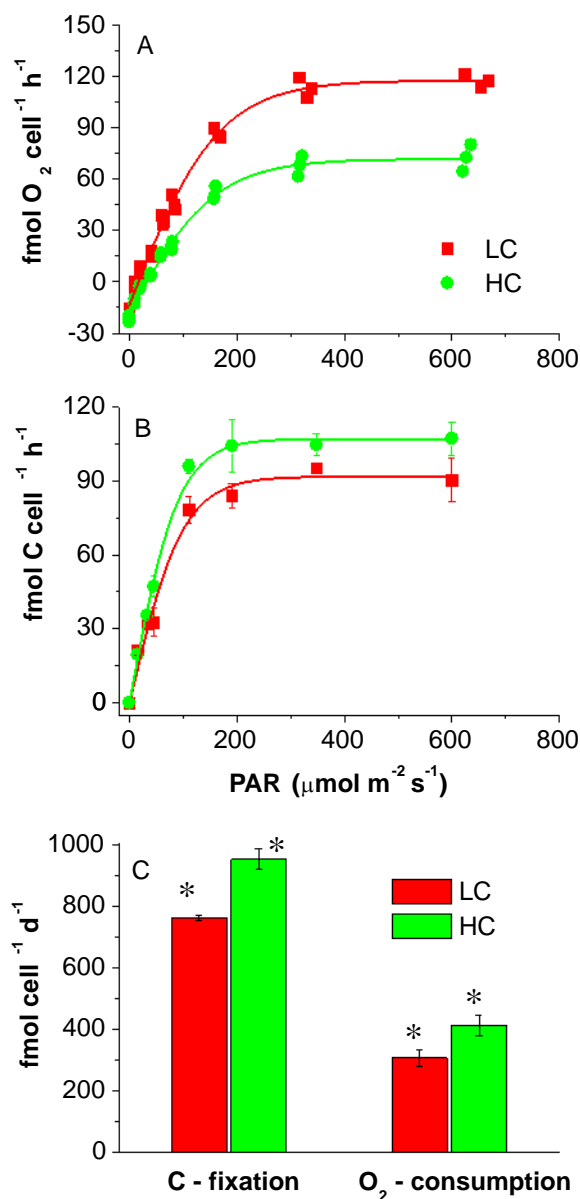 A
fmol O₂ cell⁻¹ h⁻¹
150
120
90
60
30
0
-30
LC
HC
0 200 400 600 800
B
fmol C cell⁻¹ h⁻¹
120
90
60
30
0
0 200 400 600 800
PAR (μmol m⁻² s⁻¹)
C
fmol cell⁻¹ d⁻¹
1000
800
600
400
200
0
* *
LC
HC
* *
C - fixation O₂ - consumption